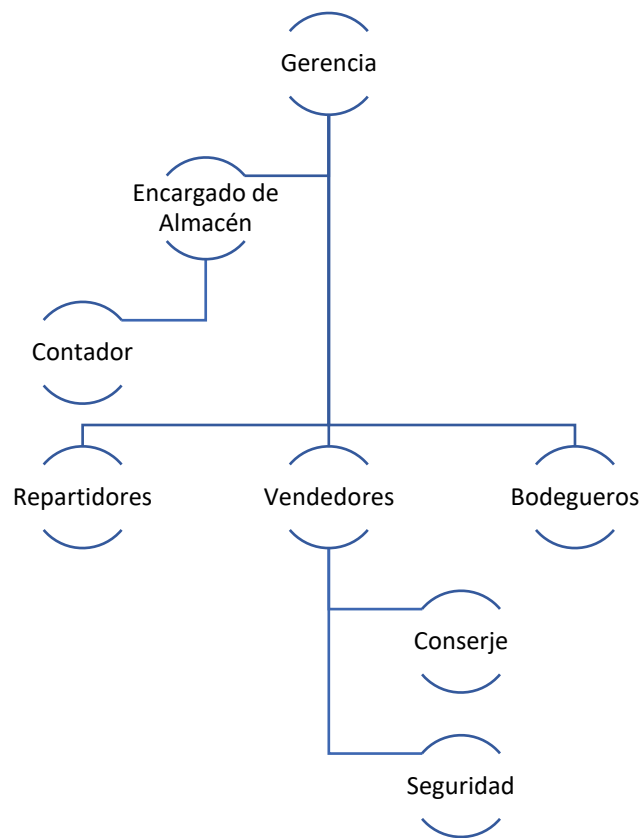 Gerencia
Encargado de
Almacén
Contador
Repartidores
Vendedores
Bodegueros
Conserje
Seguridad